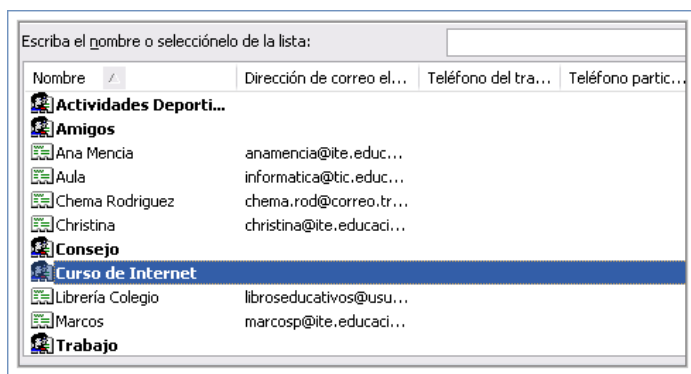 Escriba el nombre o selecciónelo de la lista:
Nombre Dirección de correo el... Teléfono del tra... Teléfono partic...
Actividades Deporti...
Amigos
Ana Mencia anamencia@ite.educ...
Aula informatica@tic.educ...
Chema Rodriguez chema.rod@correo.tr...
Christina christina@ite.educaci...
Consejo
Curso de Internet
Librería Colegio libroseducativos@usu...
Marcos marcosp@ite.educaci...
Trabajo